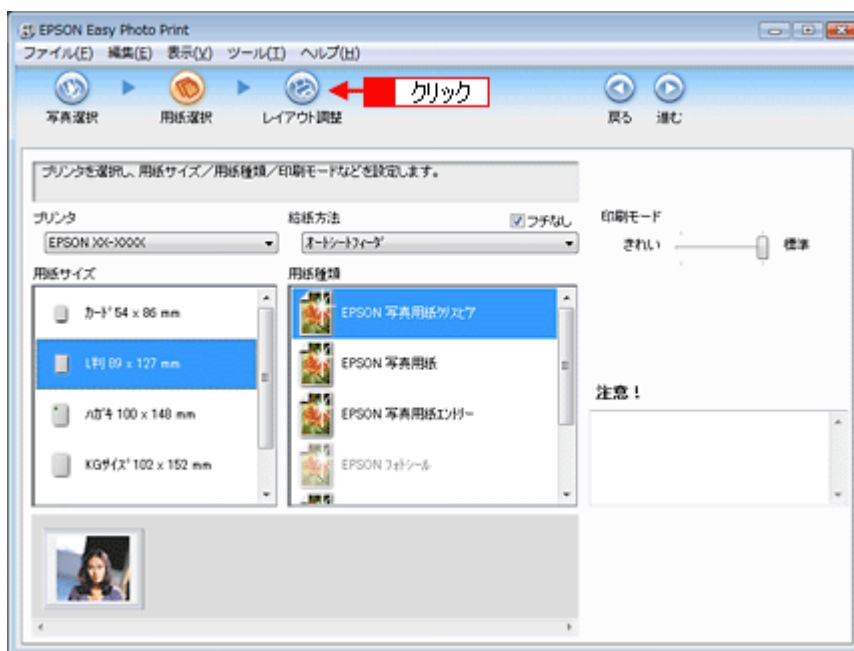 EPSON Easy Photo Print
ファイル(F) 編集(E) 表示(V) ツール(T) ヘルプ(H)
クリック
写真選択 用紙選択 レイアウト調整 戻る 進む
プリンタを選択し、用紙サイズ/用紙種類/印刷モードなどを設定します。
プリンタ 給紙方法 フチなし 印刷モード
EPSON XX-XXXX オートシートフィーダ きれい 標準
用紙サイズ 用紙種類
カード 54 x 86 mm EPSON 写真用紙クリスピア
L判 89 x 127 mm EPSON 写真用紙
注意!
ハガキ 100 x 148 mm EPSON 写真用紙エントリー
KGサイズ 102 x 152 mm EPSON フォトシール